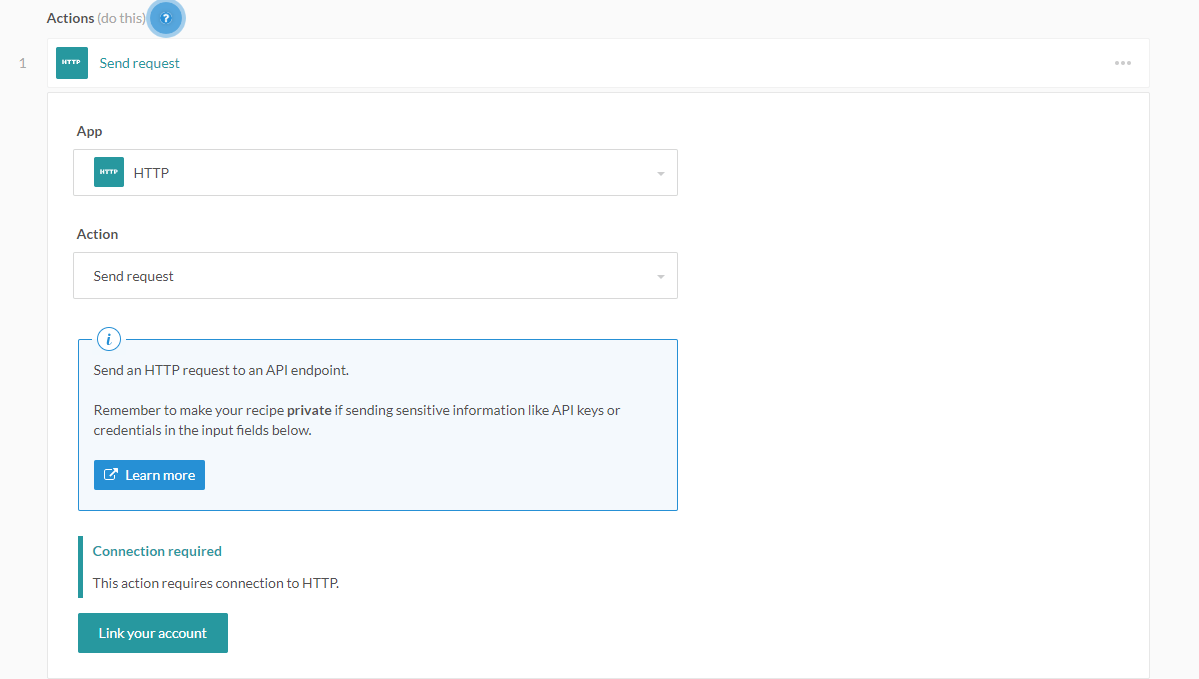 Actions (do this) ?
1 HTTP Send request
App
HTTP HTTP
Action
Send request
i
Send an HTTP request to an API endpoint.
Remember to make your recipe private if sending sensitive information like API keys or
credentials in the input fields below.
Learn more
Connection required
This action requires connection to HTTP.
Link your account